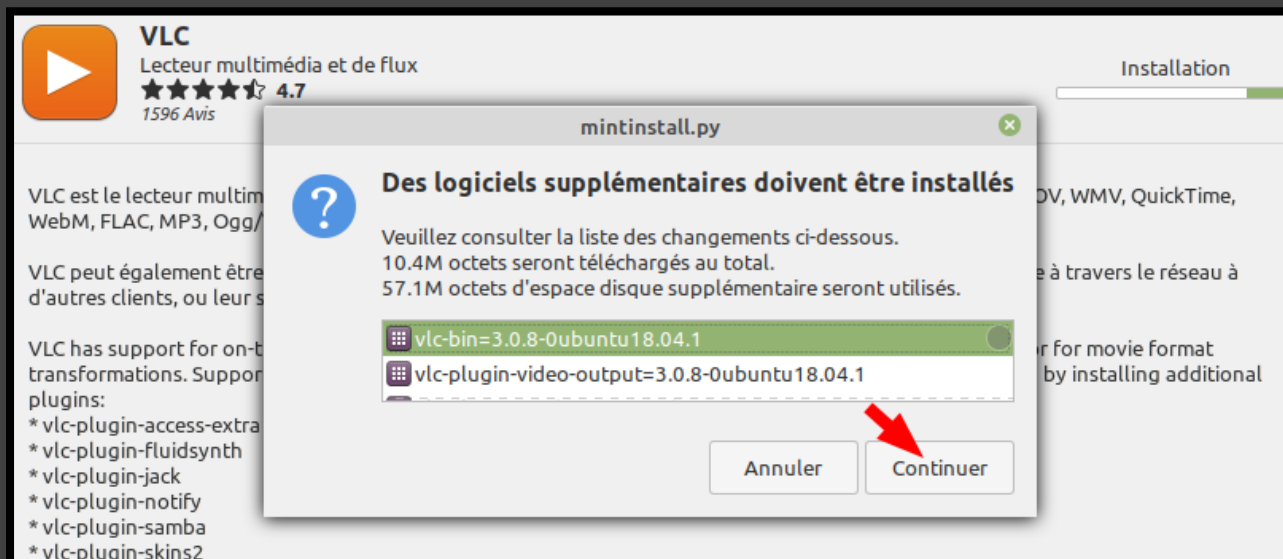 VLC
Lecteur multimédia et de flux
4.7
1596 Avis
Installation
mintinstall.py
Des logiciels supplémentaires doivent être installés
Veuillez consulter la liste des changements ci-dessous.
10.4M octets seront téléchargés au total.
57.1M octets d'espace disque supplémentaire seront utilisés.
vlc-bin=3.0.8-0ubuntu18.04.1
vlc-plugin-video-output=3.0.8-0ubuntu18.04.1
Annuler
Continuer
VLC est le lecteur multim OV, WMV, QuickTime,
WebM, FLAC, MP3, Ogg/
VLC peut également être e à travers le réseau à
d'autres clients, ou leur s
VLC has support for on-t r for movie format
transformations. Suppor by installing additional
plugins:
* vlc-plugin-access-extra
* vlc-plugin-fluidsynth
* vlc-plugin-jack
* vlc-plugin-notify
* vlc-plugin-samba
* vlc-plugin-skins2